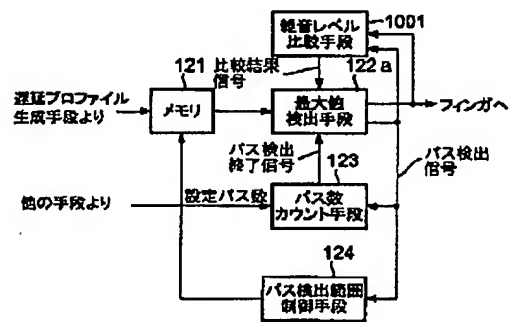 1001
雑音レベル
比較手段
121
比較結果
信号
122a
遅延プロファイル
生成手段より
メモリ
最大値
検出手段
フィンガへ
パス検出
終了信号
123
パス検出
信号
他の手段より
設定パス数
パス数
カウント手段
124
パス検出範囲
制御手段